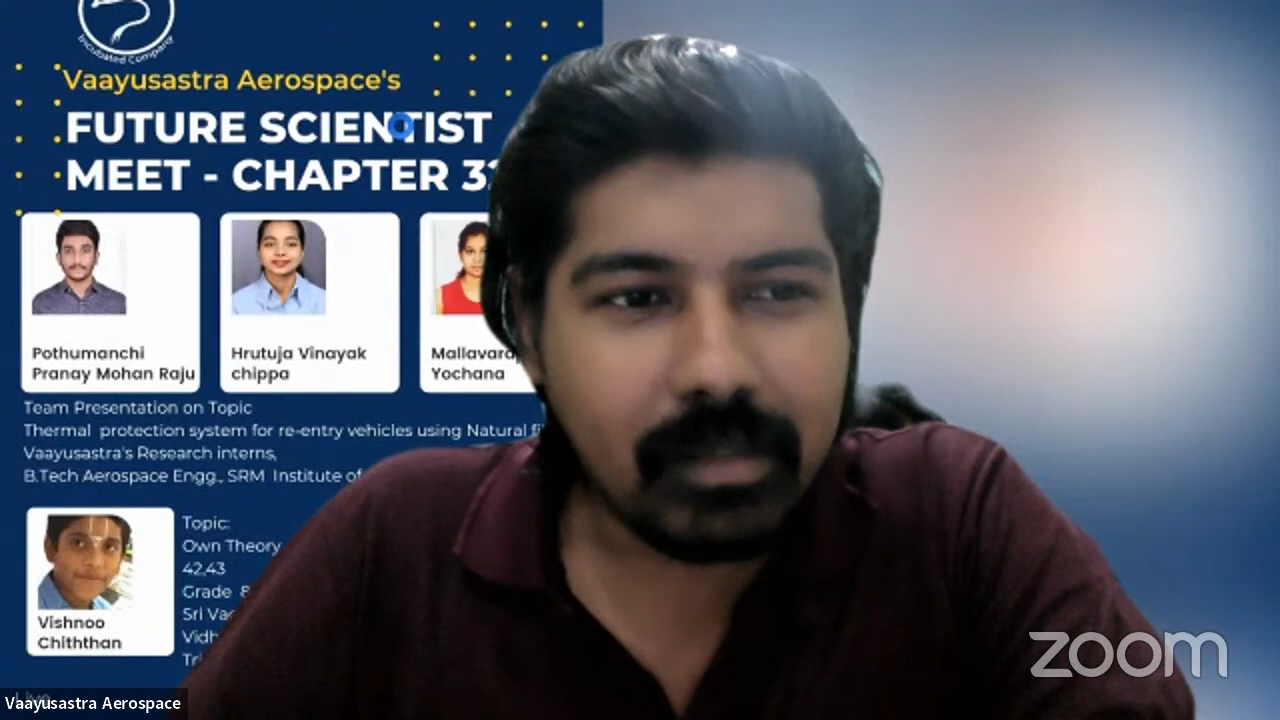 Incubated Company
Vaayusastra Aerospace's
FUTURE SCIENTIST
MEET - CHAPTER
Pothumanchi
Pranay Mohan Raju
Hrutuja Vinayak
chippa
Yochana
Team Presentation on Topic
Thermal protection system for re-entry vehicles using Natural
Vaayusastra's Research interns,
B.Tech Aerospace Engg., SRM Institute of
Vishnoo
Chiththan
Topic:
Own Theory
42,43
Grade
Sri
zoom
Live
Vaayusastra Aerospace